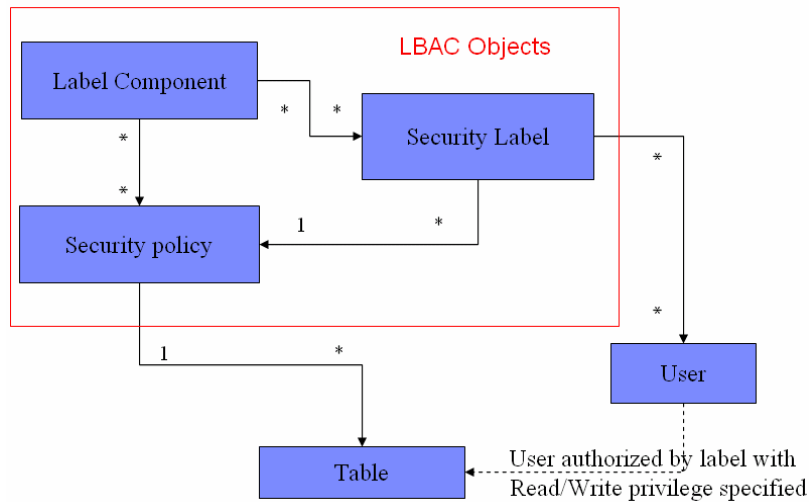 LBAC Objects
Label Component
*
*
Security Label
*
*
*
*
1
*
Security policy
*
1
*
User
User authorized by label with
Read/Write privilege specified
Table